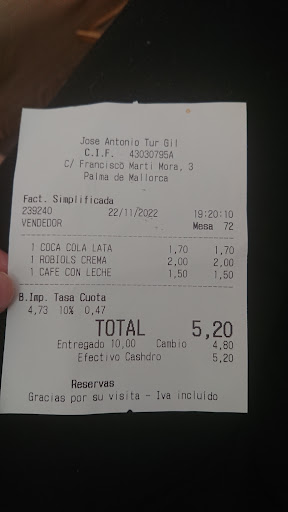 Jose Antonio Tur Gil
C.I.F. 43030795A
C/ Francisco Marti Mora. 3
Palma de Mallorca
Fact. Simplificada
239240 22/11/2022 19:20:10
VENDEDOR Mesa 72
1 COCA COLA LATA 1,70 1,70
1 ROBIOLS CREMA 2,00 2,00
1 CAFE CON LECHE 1,50 1,50
B.Imp. Tasa Cuota
4,73 10% 0,47
TOTAL 5,20
Entregado 10,00 Cambio 4,80
Efectivo Cashdro 5,20
Reservas
Gracias por su visita - Iva incluido